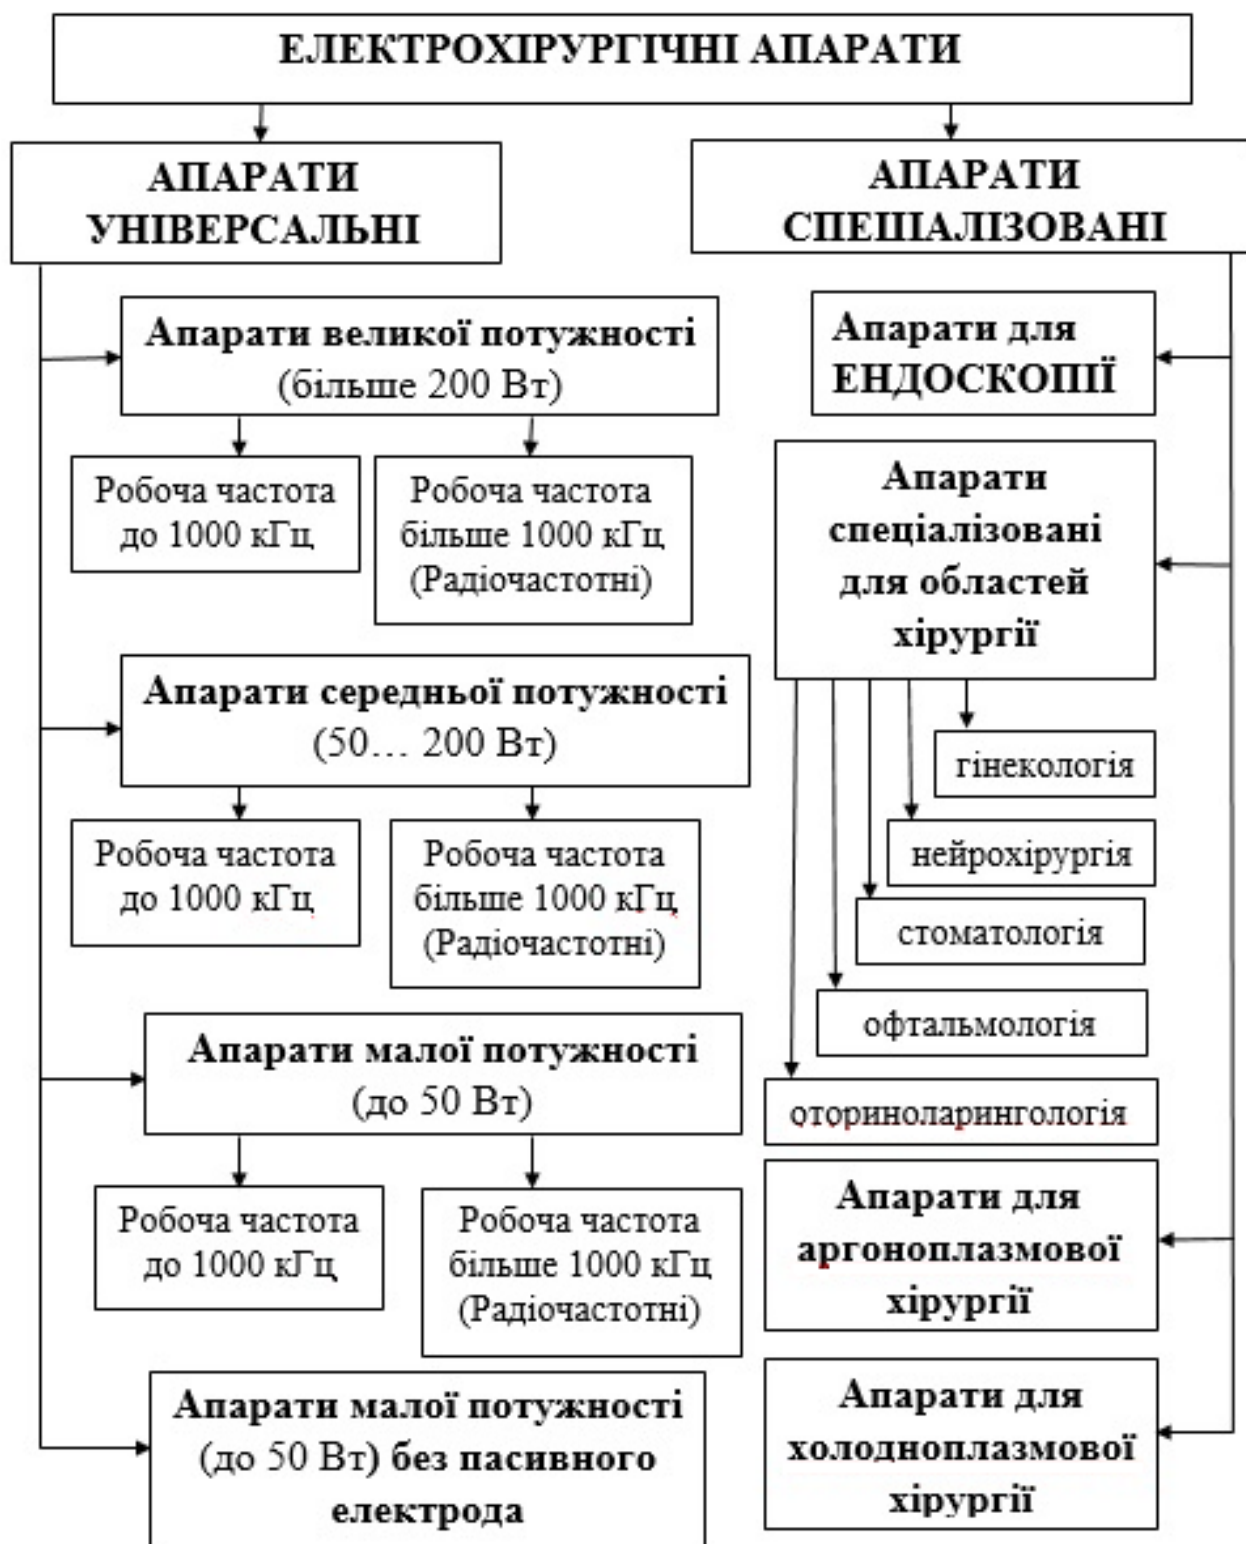 ЕЛЕКТРОХІРУРГІЧНІ АПАРАТИ
АПАРАТИ
УНІВЕРСАЛЬНІ
Апарати великої потужності
(більше 200 Вт)
Робоча частота
до 1000 кГц
Робоча частота
більше 1000 кГц
(Радіочастотні)
Апарати середньої потужності
(50… 200 Вт)
Робоча частота
до 1000 кГц
Робоча частота
більше 1000 кГц
(Радіочастотні)
Апарати малої потужності
(до 50 Вт)
Робоча частота
до 1000 кГц
Робоча частота
більше 1000 кГц
(Радіочастотні)
Апарати малої потужності
(до 50 Вт) без пасивного
електрода
АПАРАТИ
СПЕЦІАЛІЗОВАНІ
Апарати для
ЕНДОСКОПІЇ
Апарати
спеціалізовані
для областей
хірургії
гінекологія
нейрохірургія
стоматологія
офтальмологія
оториноларингологія
Апарати для
аргоноплазмової
хірургії
Апарати для
холодноплазмової
хірургії